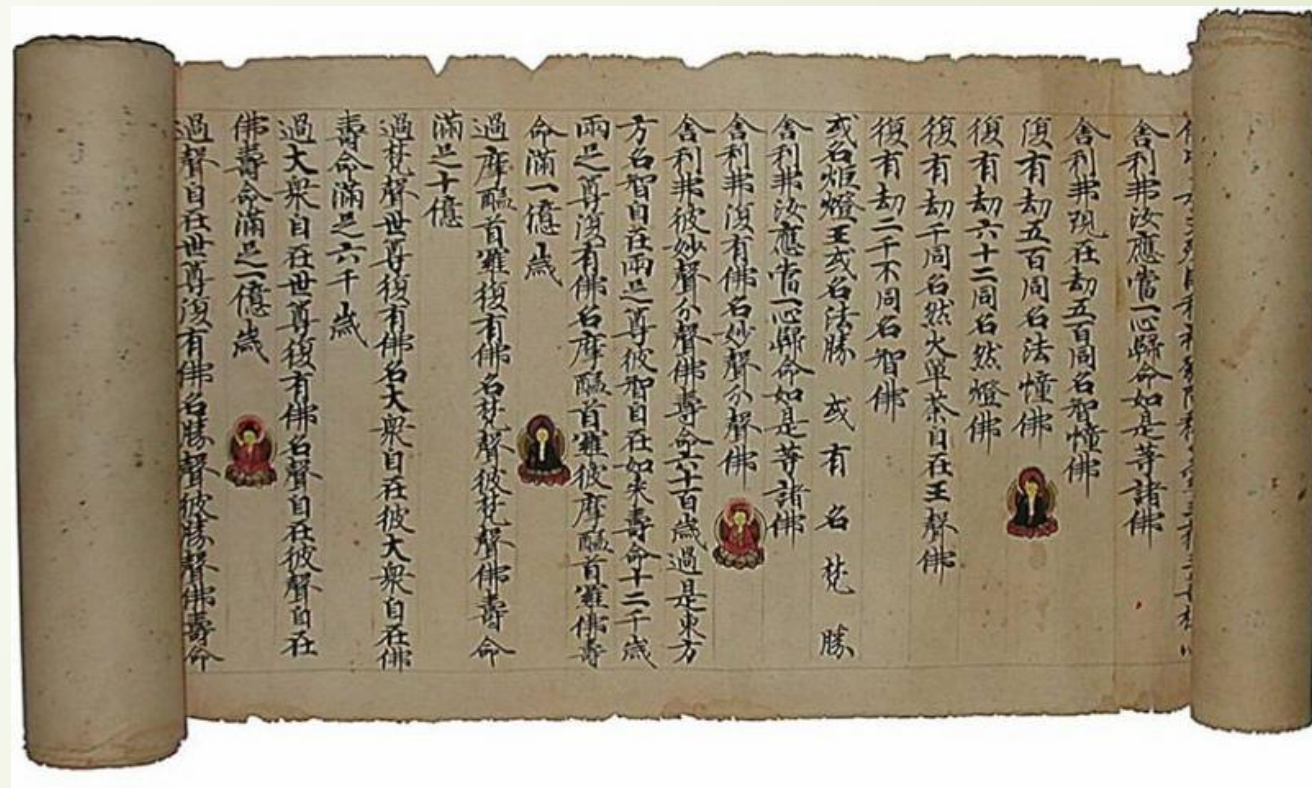 舍利弗汝應當一心歸命如是等諸佛
舍利弗現在劫五百同名智幢佛
復有劫五百同名法幢佛
復有劫六十二同名然燈佛
復有劫千同名然火單荼自在王聲佛
復有劫二千不同名智佛
或名炬燈王或名法勝或有名梵勝
舍利弗汝應當一心歸命如是等諸佛
舍利弗復有佛名妙聲分聲佛
舍利弗彼妙聲分聲佛壽命六十百歲過是東方
方名智自在兩足尊彼智自在如來壽命十二千歲
兩足尊復有佛名摩醯首羅彼摩醯首羅佛壽
命滿一億歲
過摩醯首羅復有佛名梵聲彼梵聲佛壽命
滿足十億
過梵聲世尊復有佛名大衆自在彼大衆自在佛
壽命滿足六千歲
過大衆自在世尊復有佛名聲自在彼聲自在
佛壽命滿足一億歲
過聲自在世尊復有佛名勝聲彼勝聲佛壽命